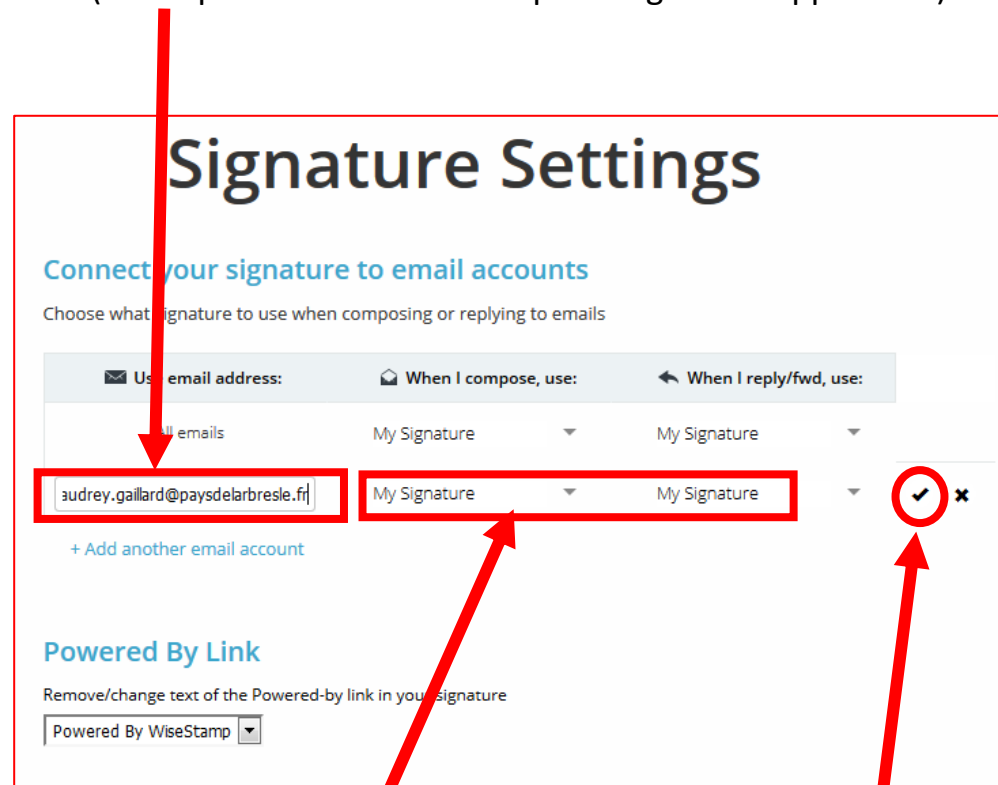 Signature Settings
Connect your signature to email accounts
Choose what signature to use when composing or replying to emails
Use email address: When I compose, use: When I reply/fwd, use:
All emails My Signature My Signature
audrey.gaillard@paysdelarbresle.fr My Signature My Signature
+ Add another email account
Powered By Link
Remove/change text of the Powered-by link in your signature
Powered By WiseStamp